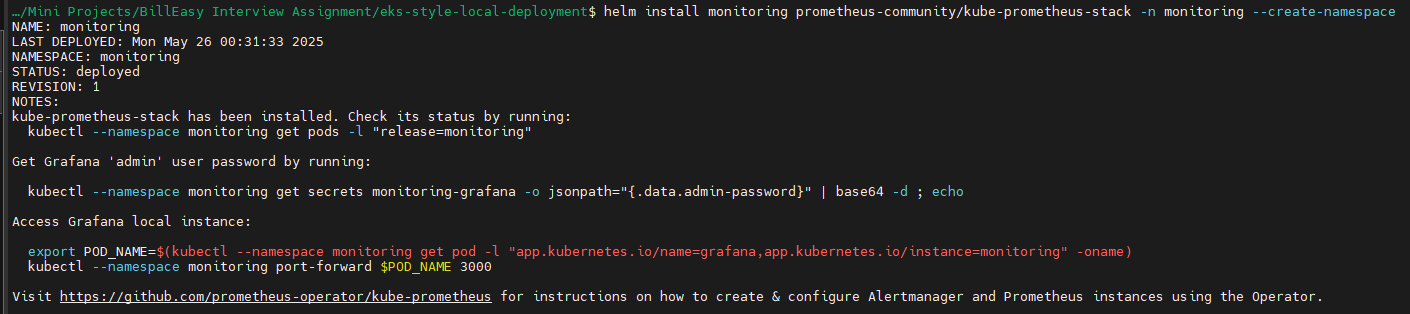 …/Mini Projects/BillEasy Interview Assignment/eks-style-local-deployment$ helm install monitoring prometheus-community/kube-prometheus-stack -n monitoring --create-namespace
NAME: monitoring
LAST DEPLOYED: Mon May 26 00:31:33 2025
NAMESPACE: monitoring
STATUS: deployed
REVISION: 1
NOTES:
kube-prometheus-stack has been installed. Check its status by running:
  kubectl --namespace monitoring get pods -l "release=monitoring"
Get Grafana 'admin' user password by running:
  kubectl --namespace monitoring get secrets monitoring-grafana -o jsonpath="{.data.admin-password}" | base64 -d ; echo
Access Grafana local instance:
  export POD_NAME=$(kubectl --namespace monitoring get pod -l "app.kubernetes.io/name=grafana,app.kubernetes.io/instance=monitoring" -oname)
  kubectl --namespace monitoring port-forward $POD_NAME 3000
Visit https://github.com/prometheus-operator/kube-prometheus for instructions on how to create & configure Alertmanager and Prometheus instances using the Operator.